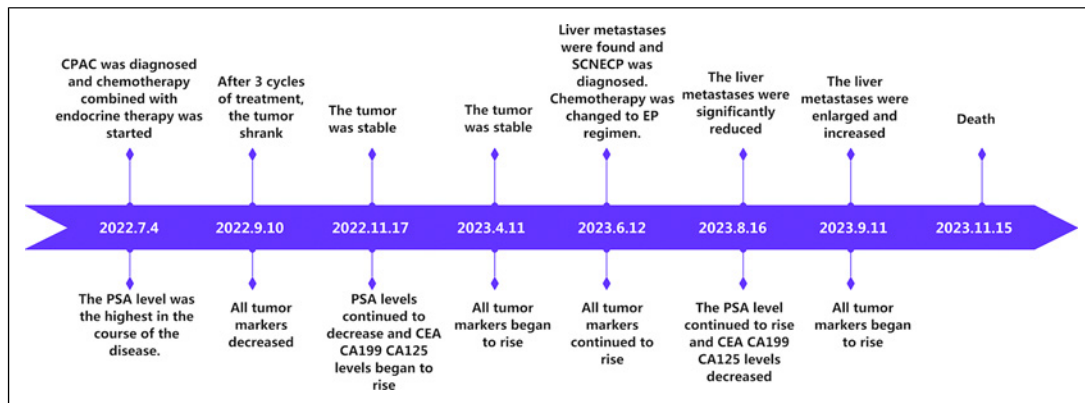 CPAC was diagnosed
and chemotherapy
combined with
endocrine therapy was
started
After 3 cycles
of treatment,
the tumor
shrank
The tumor
was stable
The tumor
was stable
Liver metastases
were found and
SCNECP was
diagnosed.
Chemotherapy was
changed to EP
regimen.
The liver
metastases were
significantly
reduced
The liver
metastases were
enlarged and
increased
Death
2022.7.4
2022.9.10
2022.11.17
2023.4.11
2023.6.12
2023.8.16
2023.9.11
2023.11.15
The PSA level was
the highest in the
course of the
disease.
All tumor
markers
decreased
PSA levels
continued to
decrease and CEA
CA199 CA125
levels began to
rise
All tumor
markers began
to rise
All tumor
markers
continued to
rise
The PSA level
continued to rise
and CEA CA199
CA125 levels
decreased
All tumor
markers began
to rise